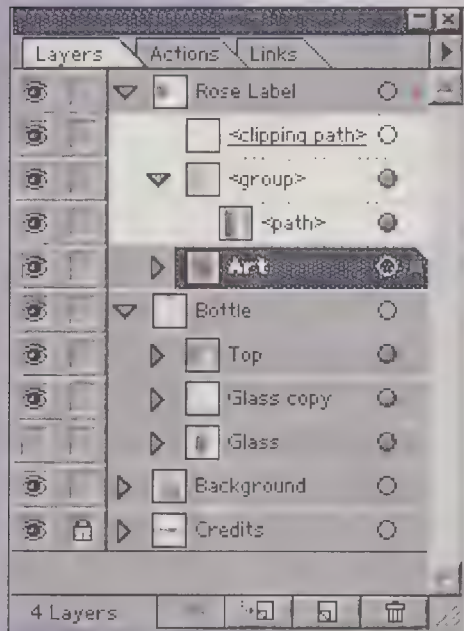 Layers Actions Links
Rose Label
<clipping path>
<group>
<path>
Art
Bottle
Top
Glass copy
Glass
Background
Credits
4 Layers